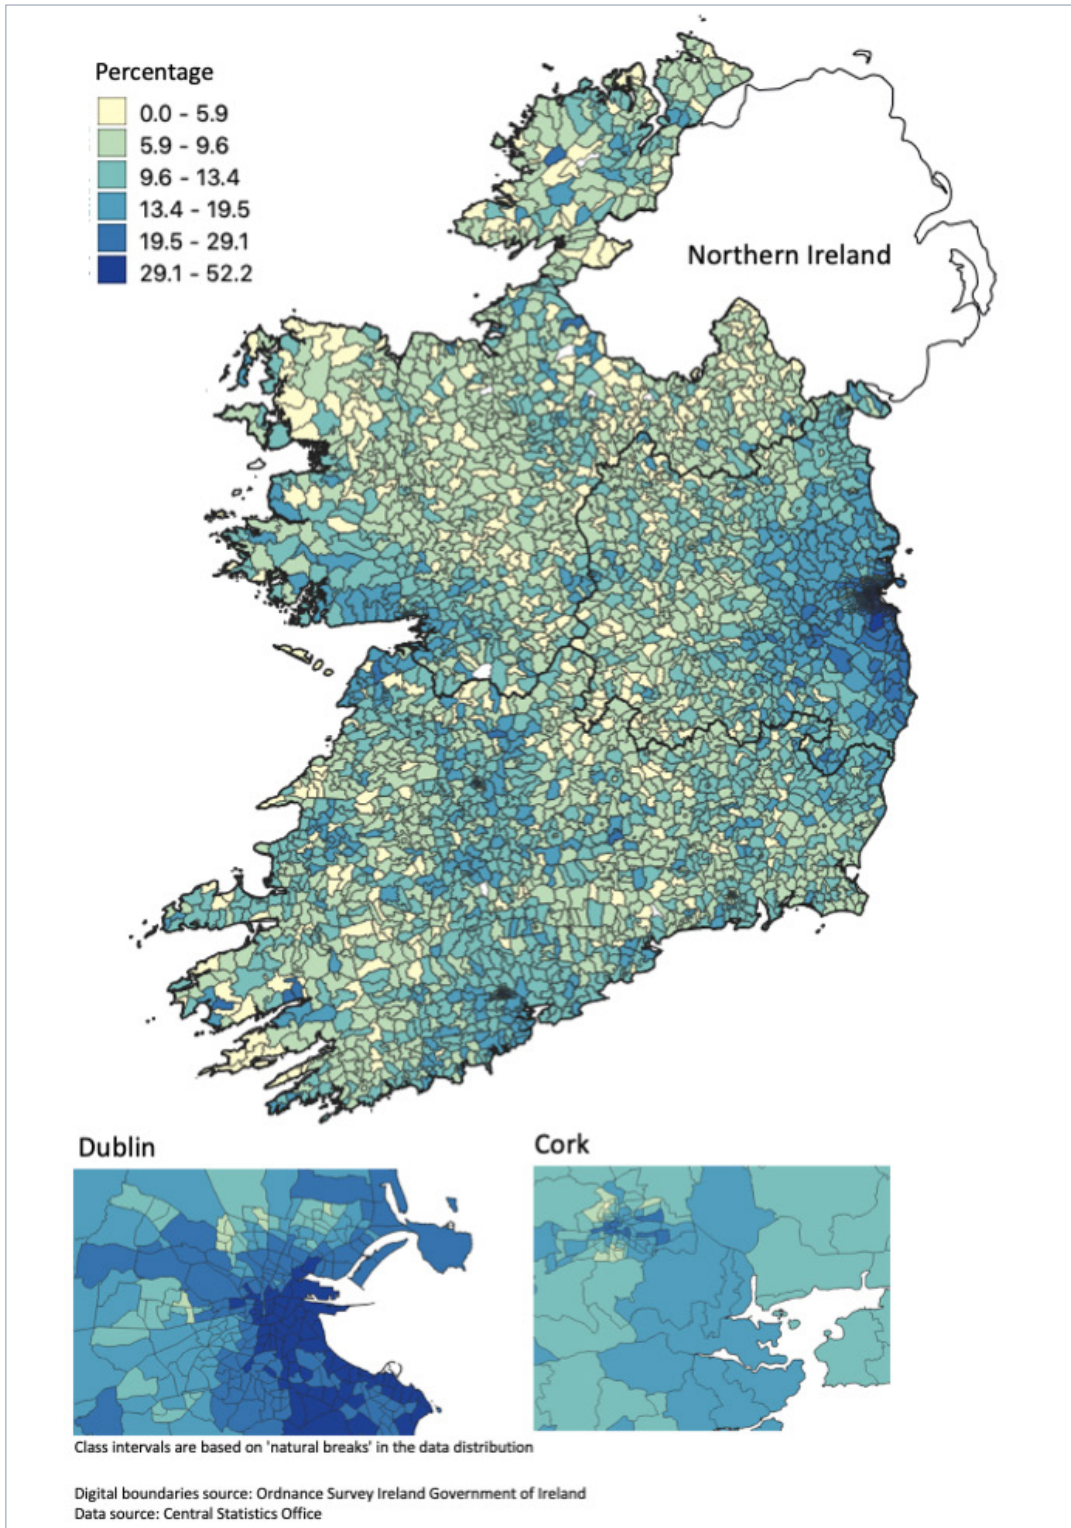 Percentage
0.0 - 5.9
5.9 - 9.6
9.6 - 13.4
13.4 - 19.5
19.5 - 29.1
29.1 - 52.2
Northern Ireland
Dublin
Cork
Class intervals are based on 'natural breaks' in the data distribution
Digital boundaries source: Ordnance Survey Ireland Government of Ireland
Data source: Central Statistics Office